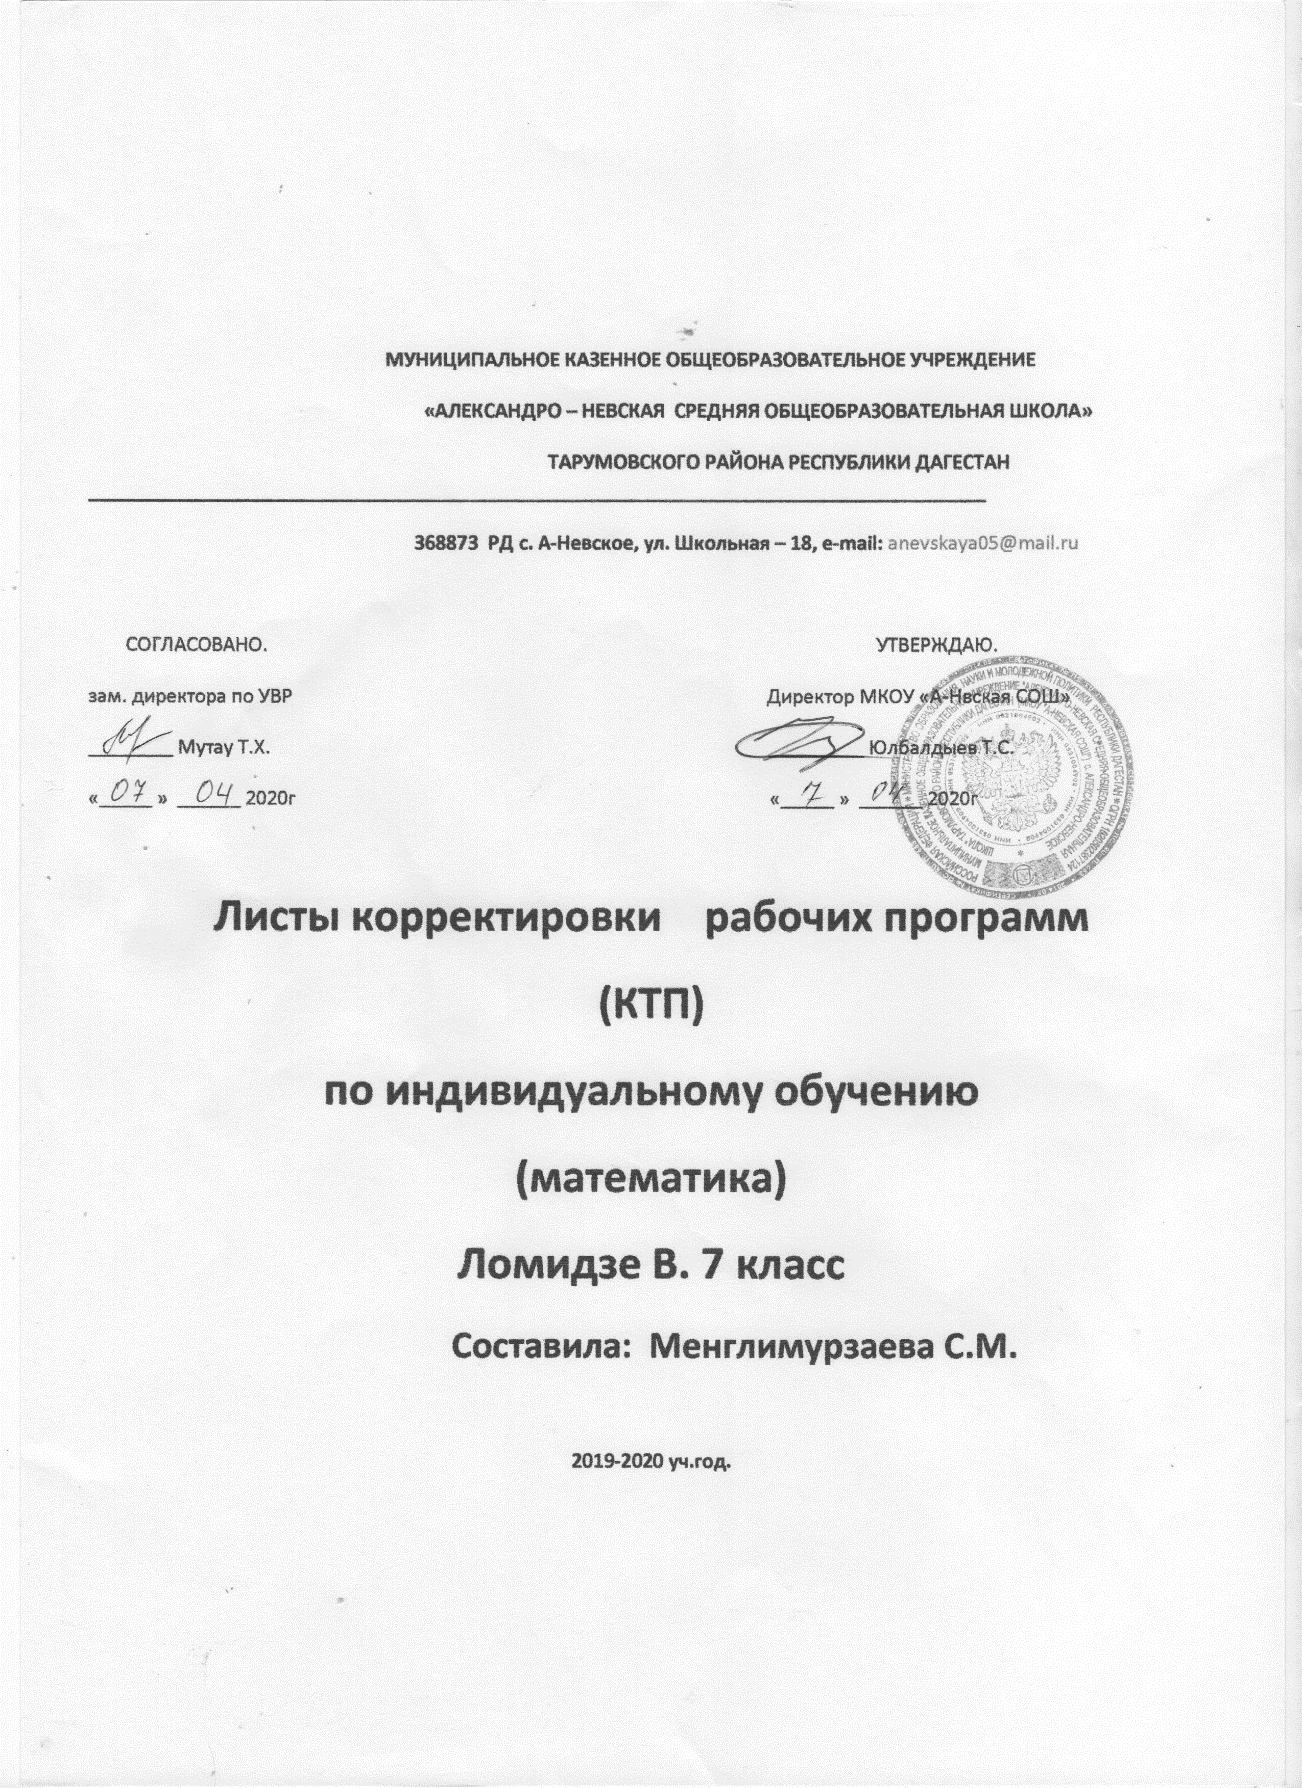 МУНИЦИПАЛЬНОЕ КАЗЕННОЕ ОБЩЕОБРАЗОВАТЕЛЬНОЕ УЧРЕЖДЕНИЕ
«АЛЕКСАНДРО – НЕВСКАЯ СРЕДНЯЯ ОБЩЕОБРАЗОВАТЕЛЬНАЯ ШКОЛА»
ТАРУМОВСКОГО РАЙОНА РЕСПУБЛИКИ ДАГЕСТАН
368873 РД с. А-Невское, ул. Школьная – 18, e-mail: anevskaya05@mail.ru
СОГЛАСОВАНО. УТВЕРЖДАЮ.
зам. директора по УВР Директор МКОУ «А-Нвская СОШ»
Мутау Т.Х. Юлбалдыев Т.С.
« 07 » 04 2020г « 7 » 04 2020г
Листы корректировки рабочих программ
(КТП)
по индивидуальному обучению
(математика)
Ломидзе В. 7 класс
Составила: Менглимурзаева С.М.
2019-2020 уч.год.